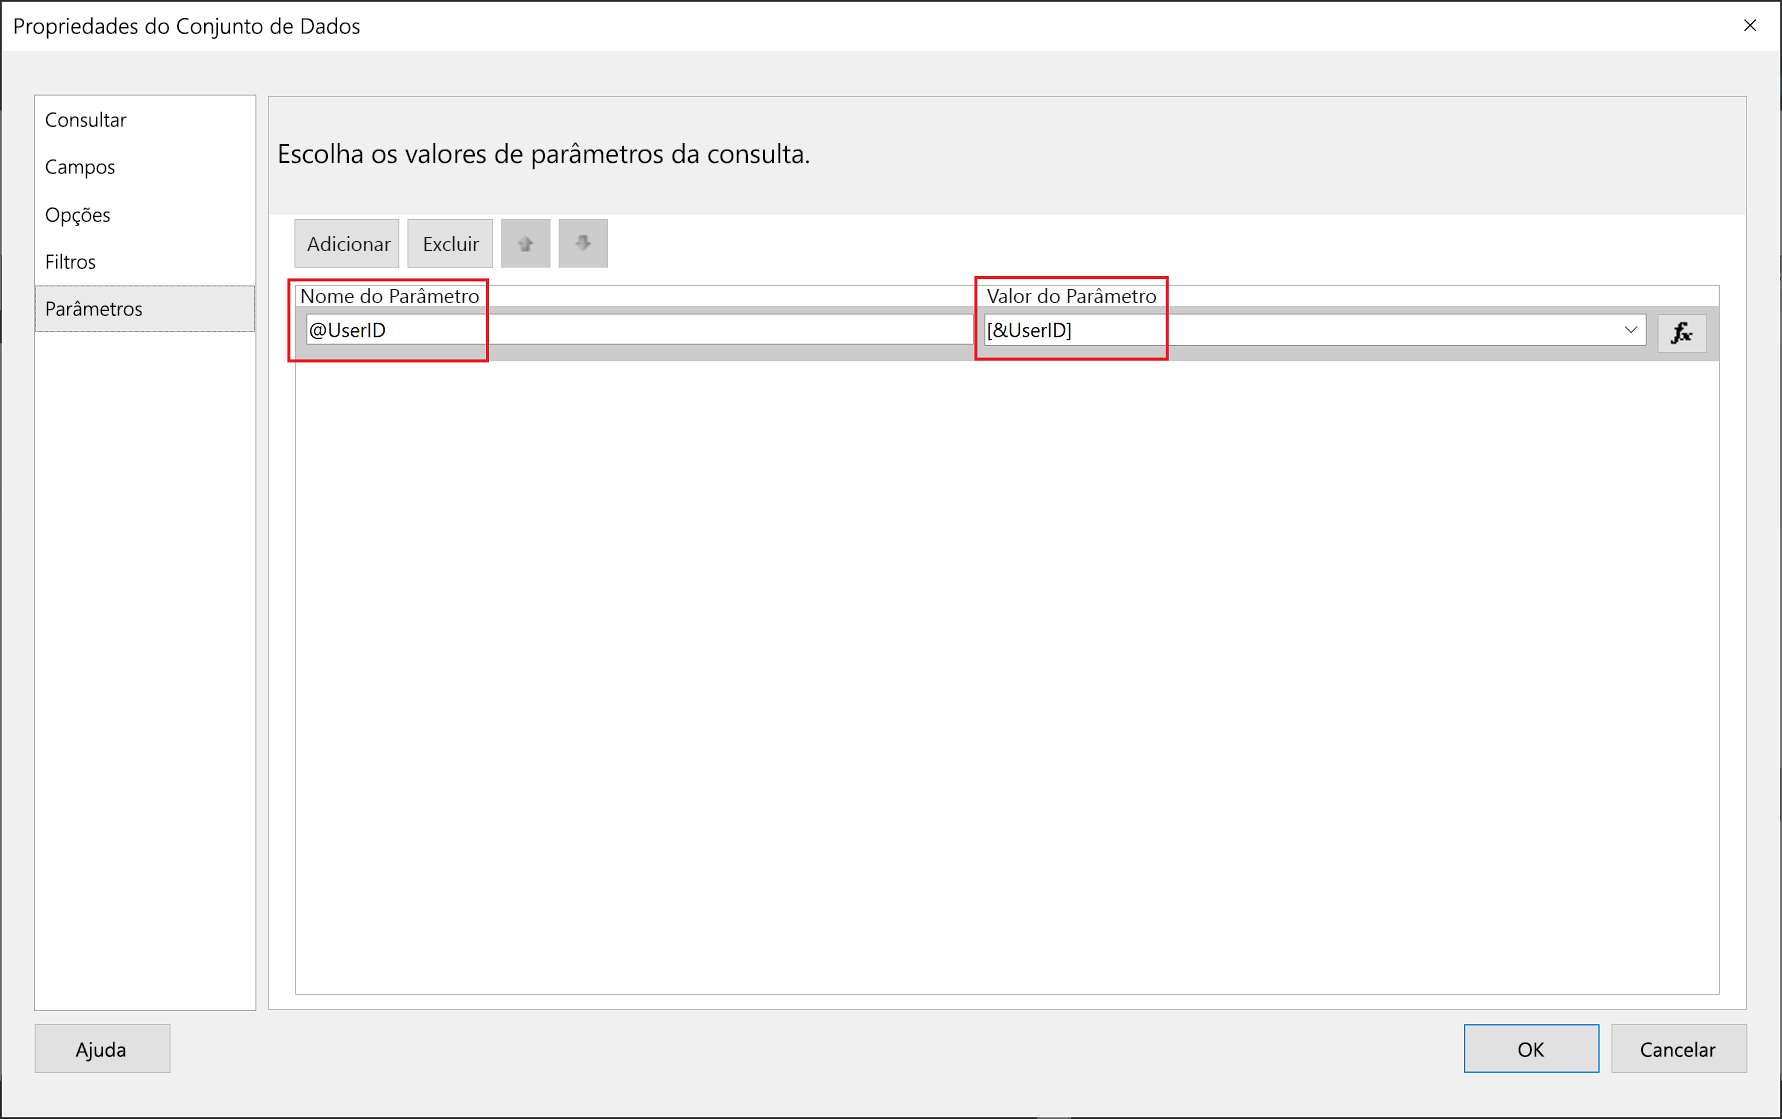 Propriedades do Conjunto de Dados
Consultar
Campos
Opções
Filtros
Parâmetros
Escolha os valores de parâmetros da consulta.
Adicionar Excluir
Nome do Parâmetro Valor do Parâmetro
@UserID [&UserID] fx
Ajuda OK Cancelar